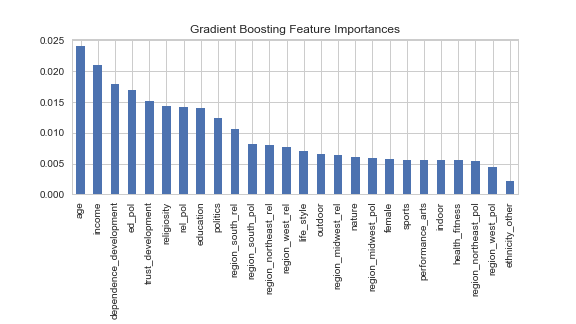 Gradient Boosting Feature Importances
0.025
0.020
0.015
0.010
0.005
0.000
age
income
dependence_development
ed_pol
trust_development
religiosity
rel_pol
education
politics
region_south_rel
region_south_pol
region_northeast_rel
region_west_rel
life_style
outdoor
region_midwest_rel
nature
region_midwest_pol
female
sports
performance_arts
indoor
health_fitness
region_northeast_pol
region_west_pol
ethnicity_other